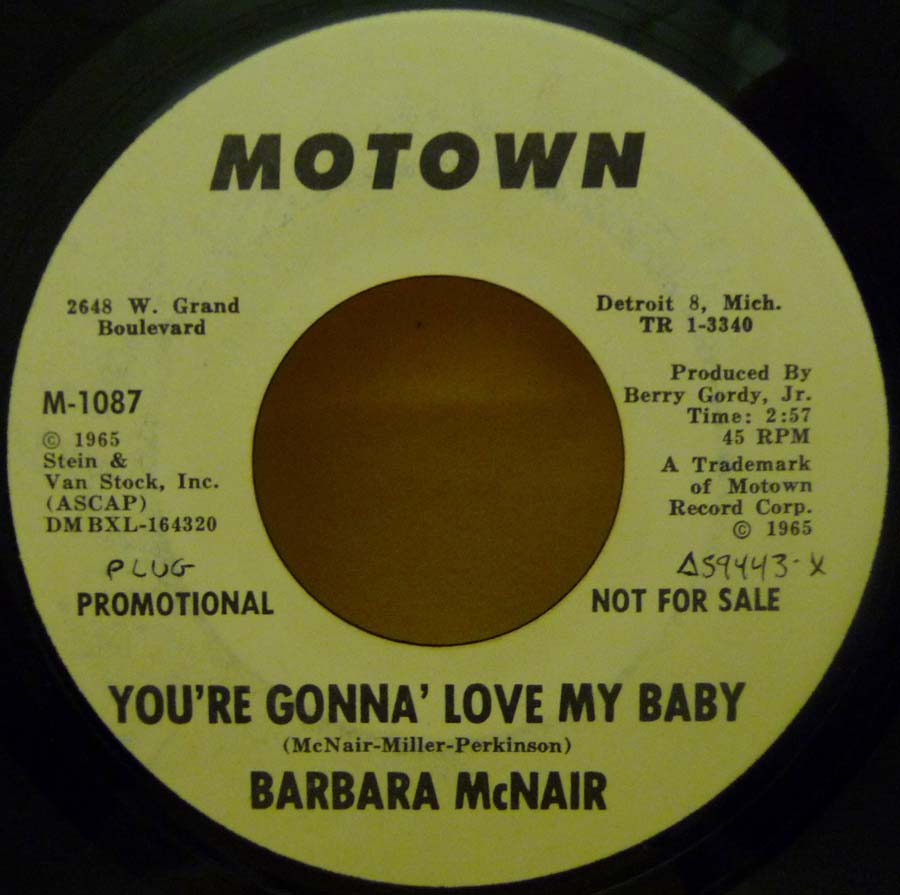 MOTOWN
2648 W. Grand
Boulevard
Detroit 8, Mich.
TR 1-3340
M-1087
© 1965
Stein &
Van Stock, Inc.
(ASCAP)
DM BXL-164320
Produced By
Berry Gordy, Jr.
Time: 2:57
45 RPM
A Trademark
of Motown
Record Corp.
© 1965
PLUG
PROMOTIONAL
Δ59443-X
NOT FOR SALE
YOU'RE GONNA' LOVE MY BABY
(McNair-Miller-Perkinson)
BARBARA McNAIR